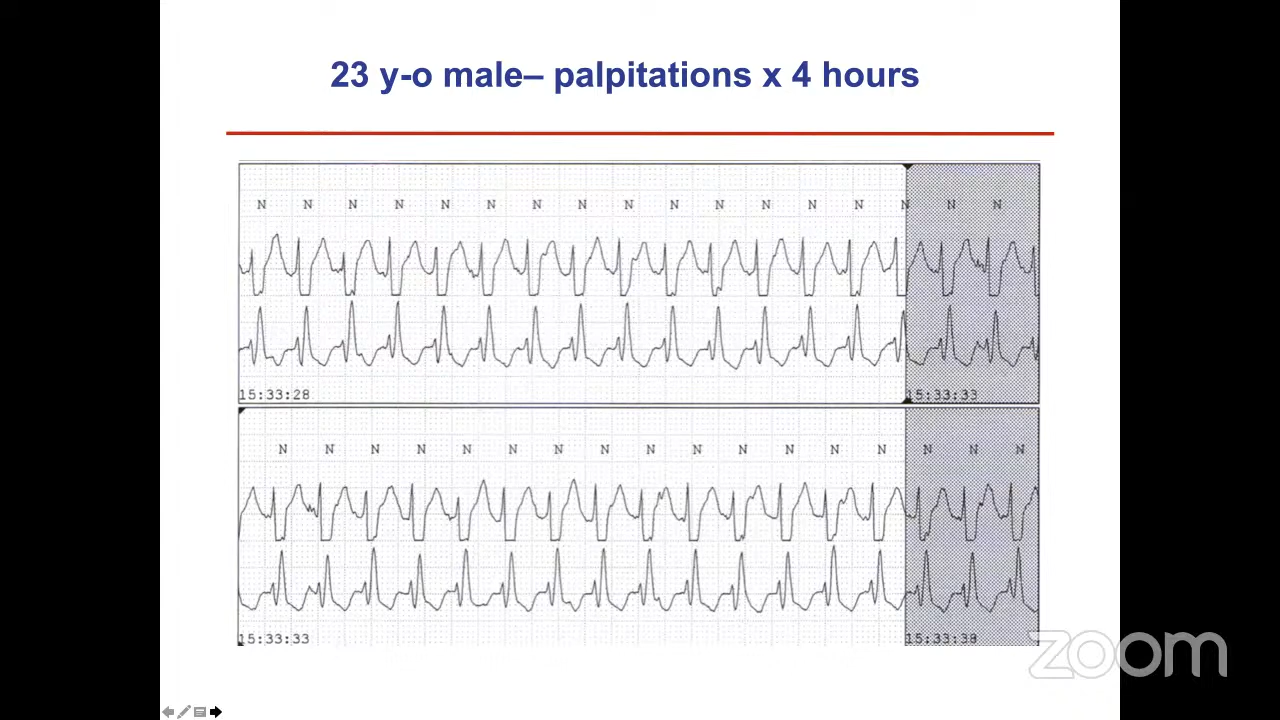 23 y-o male– palpitations x 4 hours
N N N N N N N N N N N N N N N N N
15:33:28 15:33:33
N N N N N N N N N N N N N N N N N
15:33:33 15:33:38
zoom